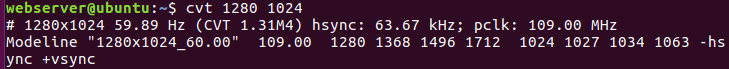 webserver@ubuntu:~$ cvt 1280 1024
# 1280x1024 59.89 Hz (CVT 1.31M4) hsync: 63.67 kHz; pclk: 109.00 MHz
Modeline "1280x1024_60.00"  109.00  1280 1368 1496 1712  1024 1027 1034 1063 -hs
ync +vsync